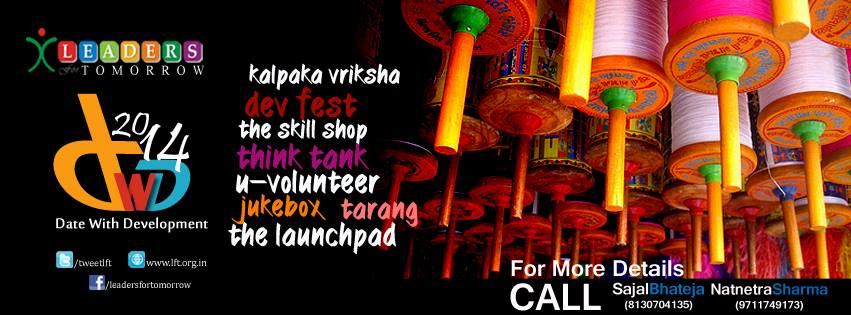 LEADERS
For TOMORROW
2014
dWD
Date With Development
/tweetlft
www.lft.org.in
/leadersfortomorrow
kalpaka vriksha
dev fest
the skill shop
think tank
u-volunteer
jukebox tarang
the launchpad
For More Details
CALL SajalBhateja NatnetraSharma
(8130704135) (9711749173)